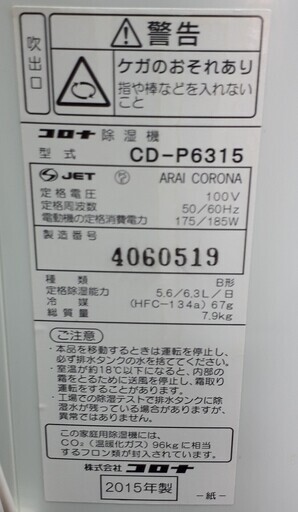 吹出口
警告
ケガのおそれあり
指や棒などを入れない
こと
コロナ 除湿機
型式 CD-P6315
JET ARAI CORONA
定格電圧 100V
定格周波数 50/60Hz
電動機の定格消費電力 175/185W
製造番号
4060519
種類 B形
定格除湿能力 5.6/6.3L/日
冷媒 (HFC-134a) 67g
総質量 7.9kg
ご注意
・本品を移動するときは運転を停止し、
必ず排水タンクの水を捨ててください。
・室温が約18℃以下になると、内部の
霜をとるために送風を停止し、霜取り
運転をすることがあります。
・工場での除湿テストで排水タンクに除
湿水が残っている場合がありますが、
異常ではありません。
この家庭用除湿機には、
CO₂(温暖化ガス)96kgに相当
するフロン類が封入されています。
株式会社 コロナ
2015年製
-紙-